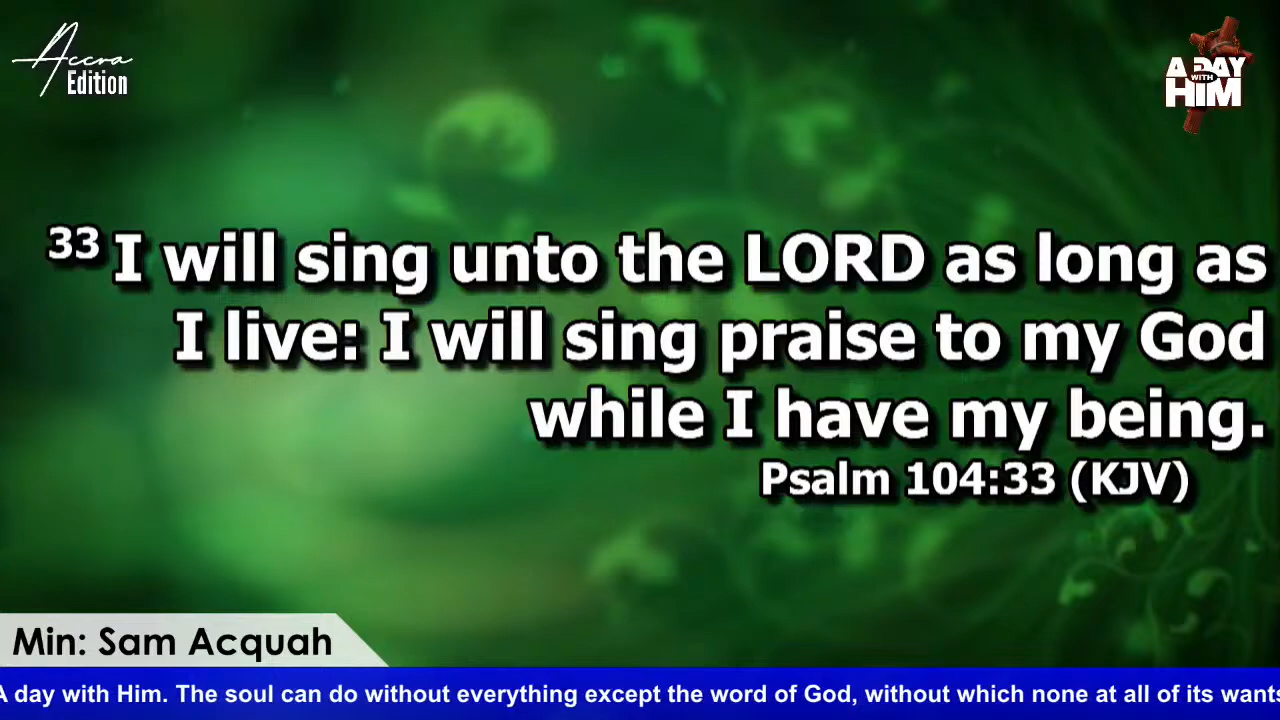 Accra
Edition
A DAY
WITH
HIM
33 I will sing unto the LORD as long as
I live: I will sing praise to my God
while I have my being.
Psalm 104:33 (KJV)
Min: Sam Acquah
A day with Him. The soul can do without everything except the word of God, without which none at all of its wants